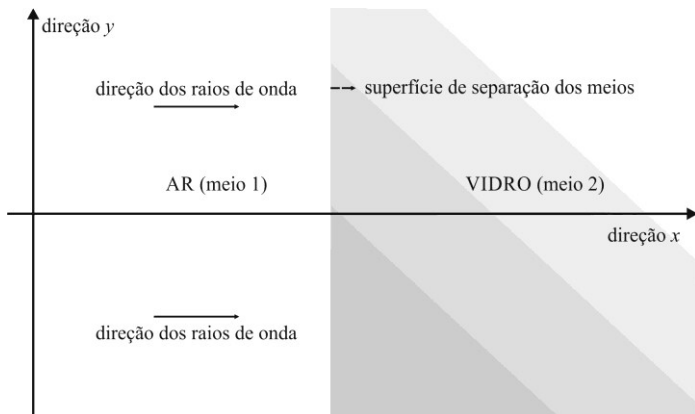 direção y
direção dos raios de onda
superfície de separação dos meios
AR (meio 1)
VIDRO (meio 2)
direção x
direção dos raios de onda